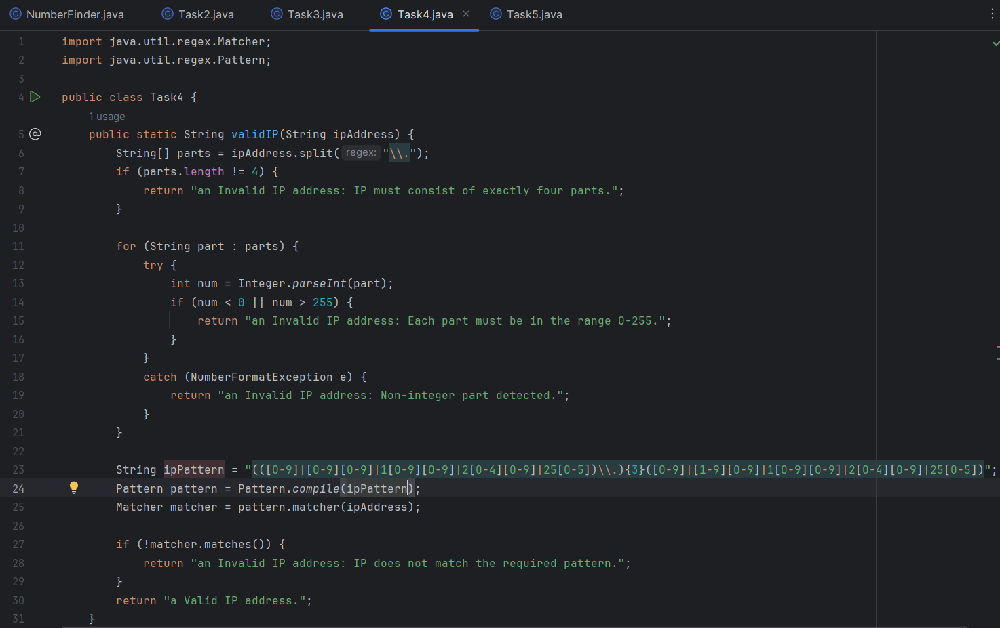 NumberFinder.java Task2.java Task3.java Task4.java Task5.java
1 import java.util.regex.Matcher;
2 import java.util.regex.Pattern;
3
4 public class Task4 {
1 usage
5 public static String validIP(String ipAddress) {
6 String[] parts = ipAddress.split( regex: "\\.");
7 if (parts.length != 4) {
8 return "an Invalid IP address: IP must consist of exactly four parts.";
9 }
10
11 for (String part : parts) {
12 try {
13 int num = Integer.parseInt(part);
14 if (num < 0 || num > 255) {
15 return "an Invalid IP address: Each part must be in the range 0-255.";
16 }
17 }
18 catch (NumberFormatException e) {
19 return "an Invalid IP address: Non-integer part detected.";
20 }
21 }
22
23 String ipPattern = "(([0-9]|[0-9][0-9]|1[0-9][0-9]|2[0-4][0-9]|25[0-5])\\.){3}([0-9]|[1-9][0-9]|1[0-9][0-9]|2[0-4][0-9]|25[0-5])";
24 Pattern pattern = Pattern.compile(ipPattern);
25 Matcher matcher = pattern.matcher(ipAddress);
26
27 if (!matcher.matches()) {
28 return "an Invalid IP address: IP does not match the required pattern.";
29 }
30 return "a Valid IP address.";
31 }